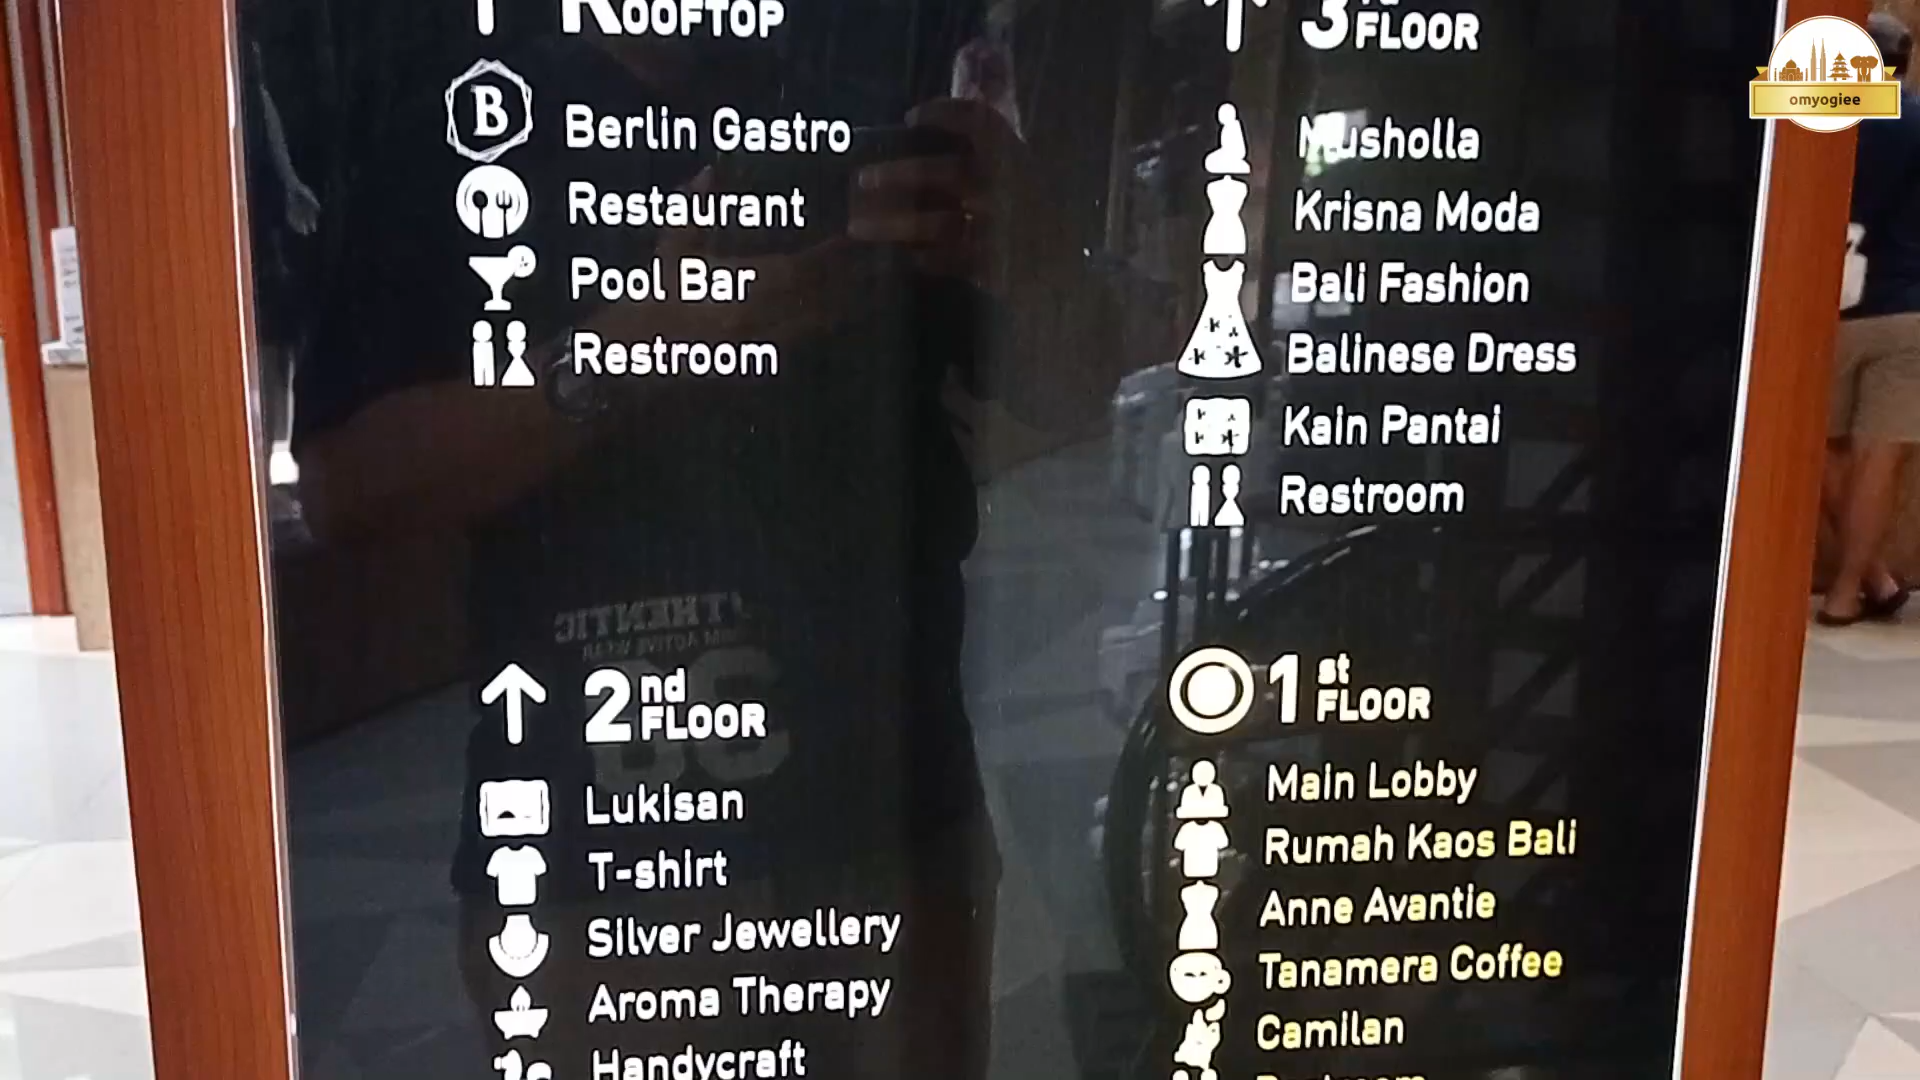 ROOFTOP
B
Berlin Gastro
Restaurant
Pool Bar
Restroom
3rd FLOOR
Musholla
Krisna Moda
Bali Fashion
Balinese Dress
Kain Pantai
Restroom
2nd FLOOR
Lukisan
T-shirt
Silver Jewellery
Aroma Therapy
Handycraft
1st FLOOR
Main Lobby
Rumah Kaos Bali
Anne Avantie
Tanamera Coffee
Camilan
omyogiee